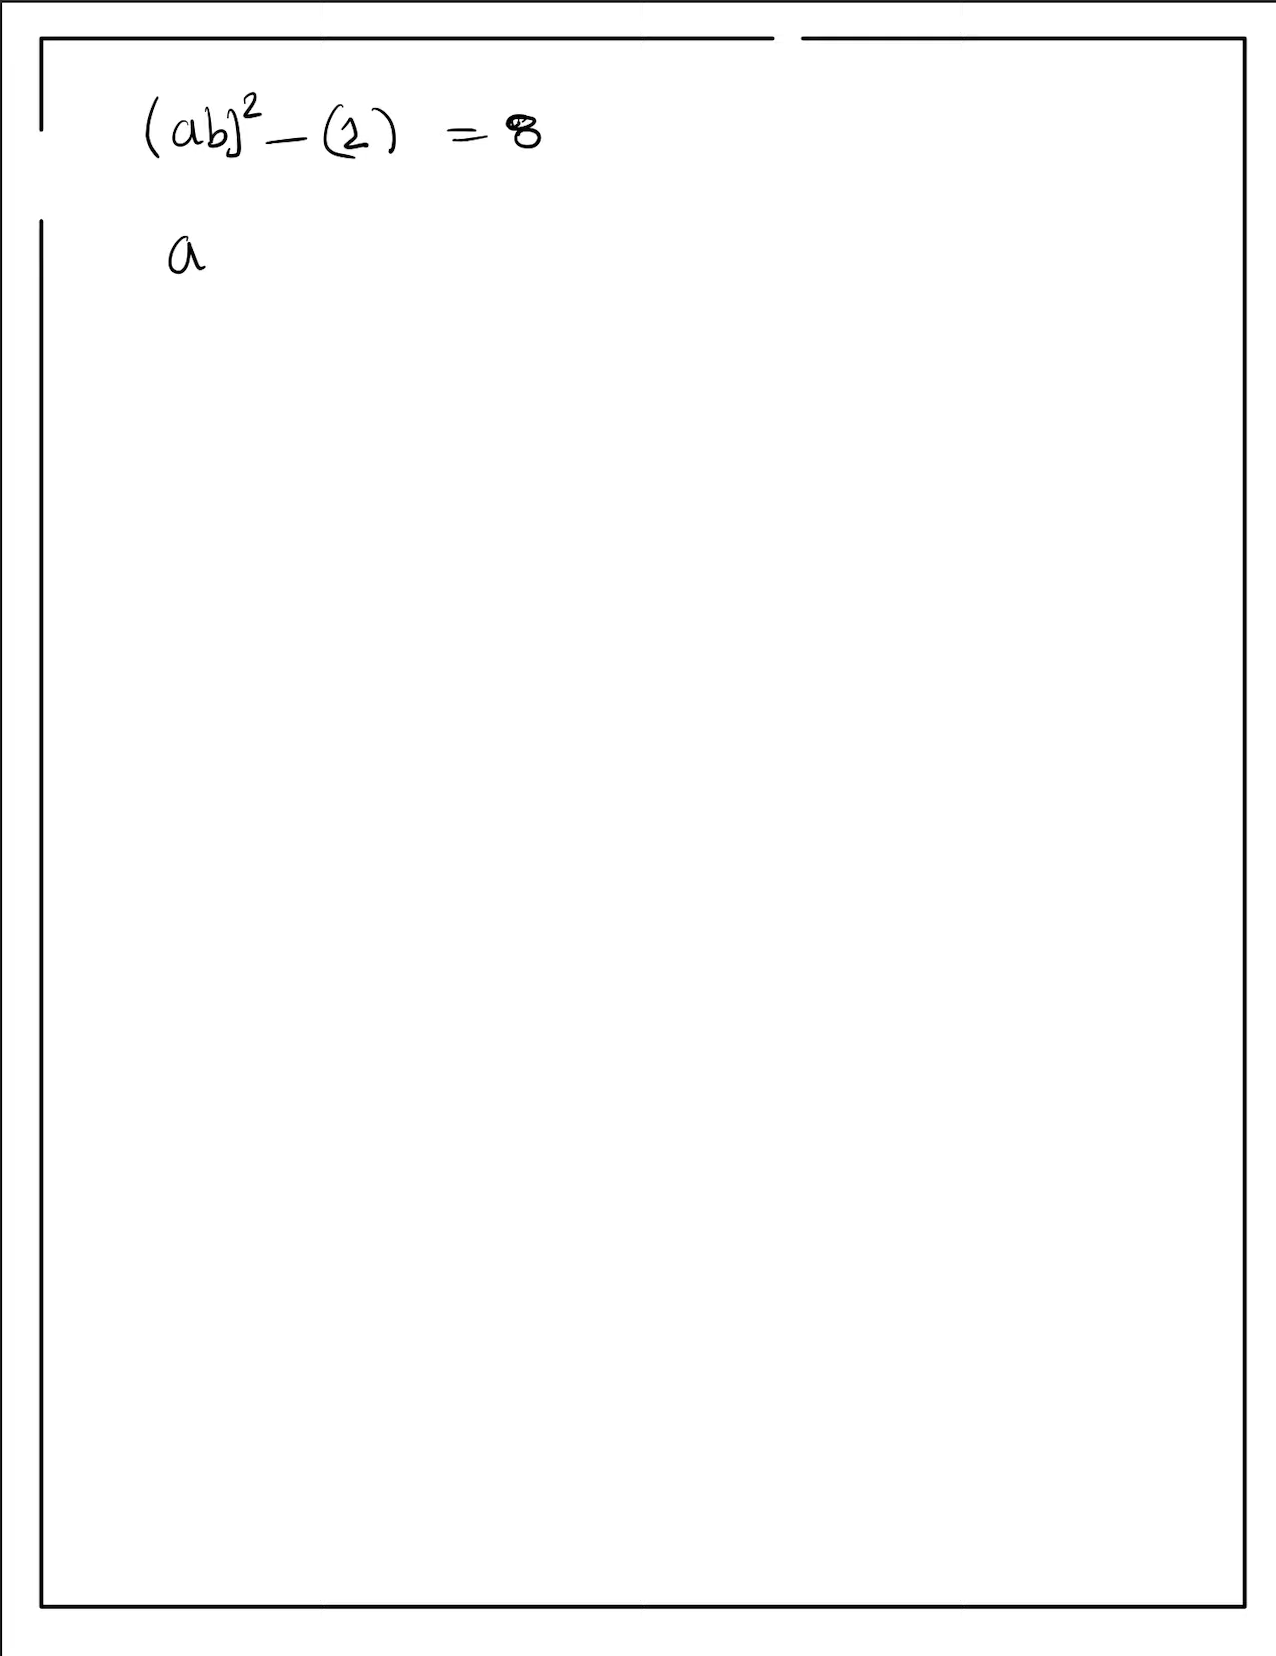 (ab)² – (2) = 8
a